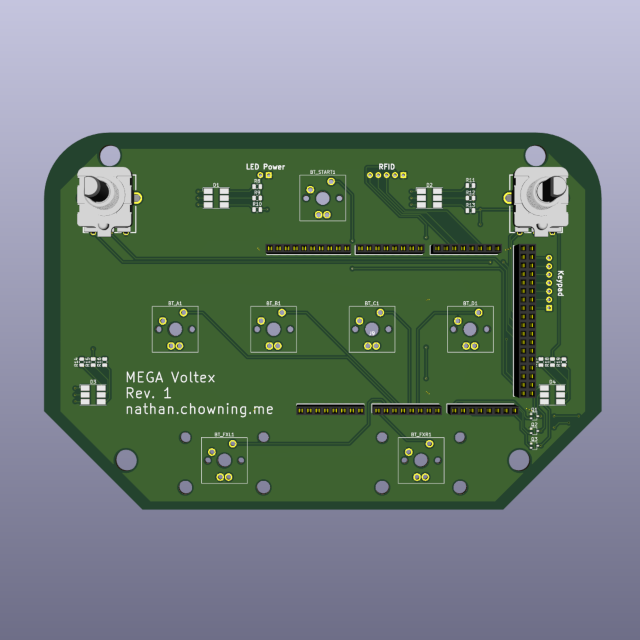 LED Power
RFID
BT_START1
D1
R8
R9
R10
D2
R11
R12
R13
Keypad
BT_A1
BT_B1
BT_C1
BT_D1
J8
D3
D4
MEGA Voltex
Rev. 1
nathan.chowning.me
BT_FXL1
BT_FXR1